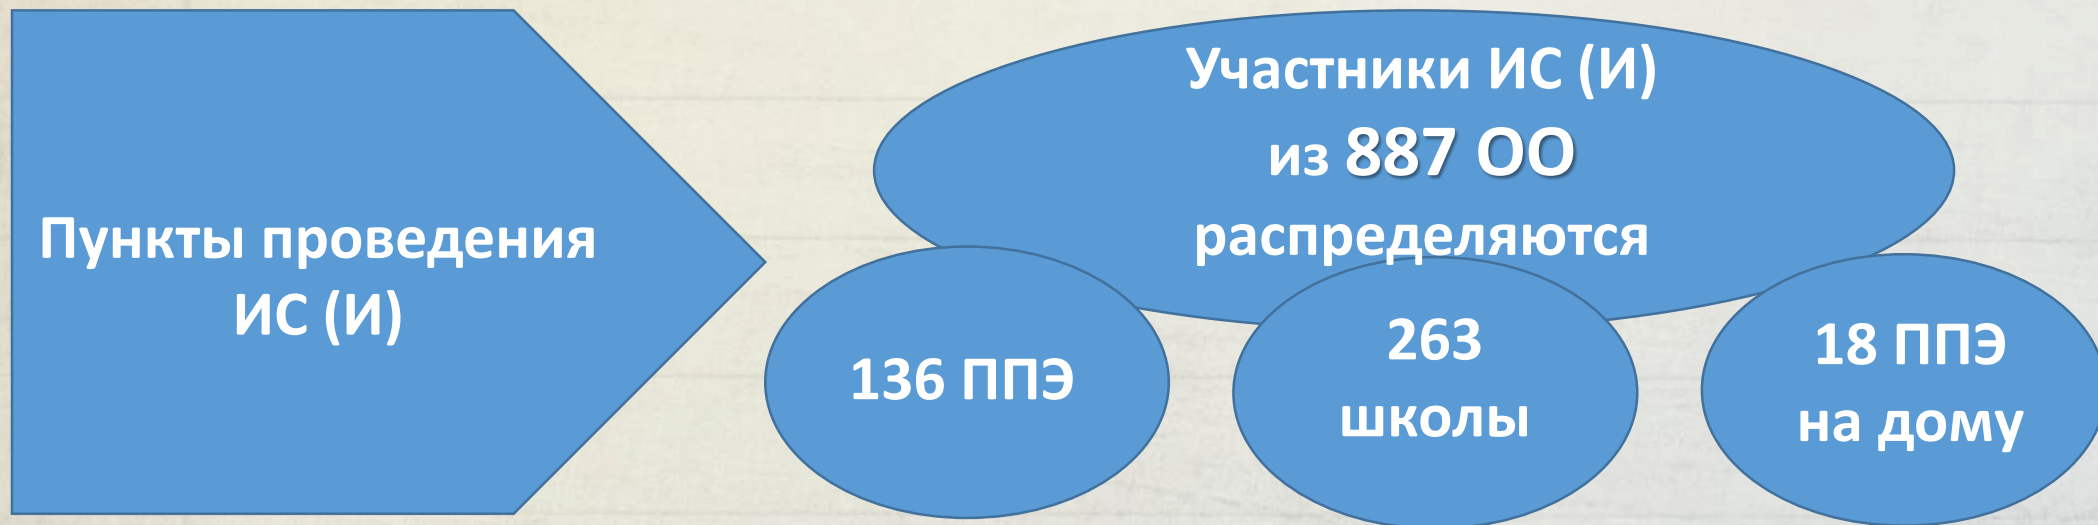 Пункты проведения
ИС (И)
Участники ИС (И)
из 887 ОО
распределяются
136 ППЭ
263
школы
18 ППЭ
на дому